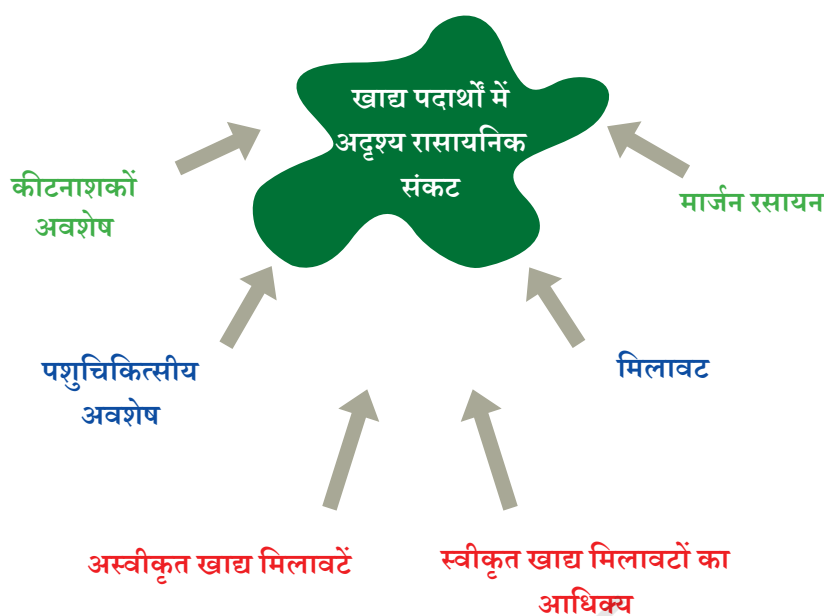 खाद्य पदार्थों में
अदृश्य रासायनिक
संकट
कीटनाशकों
अवशेष
मार्जन रसायन
पशुचिकित्सीय
अवशेष
मिलावट
अस्वीकृत खाद्य मिलावटें
स्वीकृत खाद्य मिलावटों का
आधिक्य